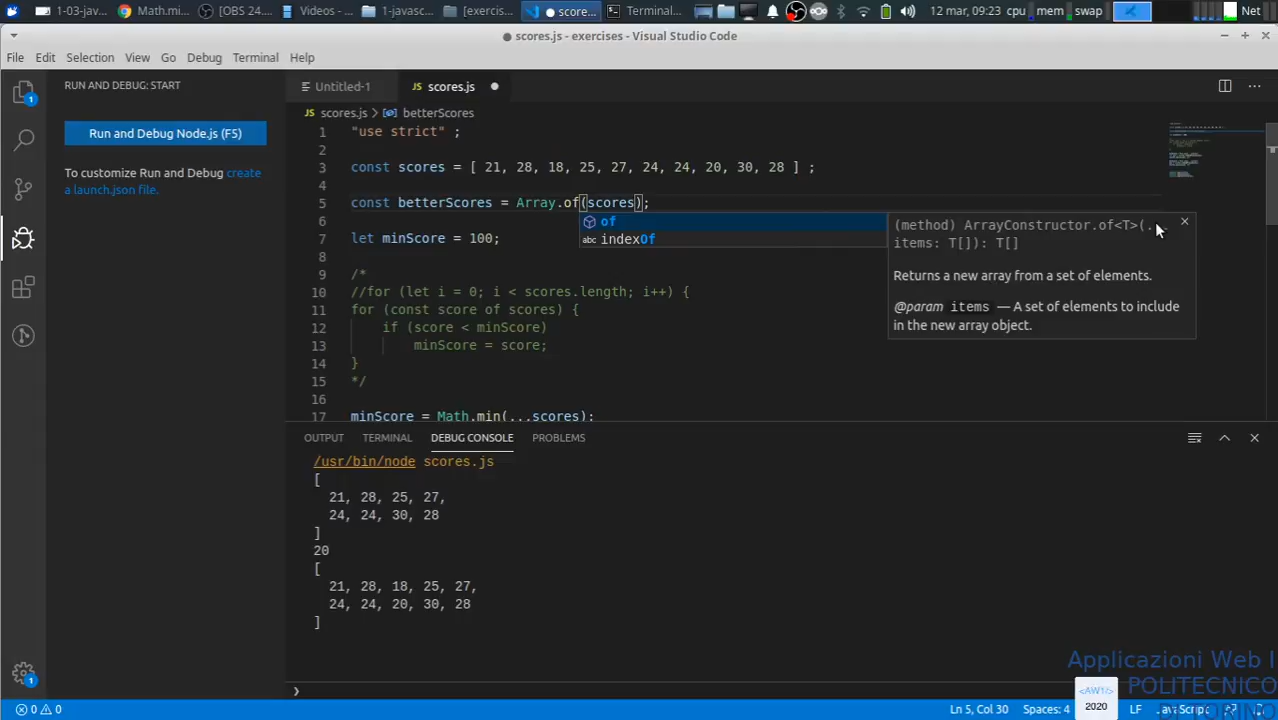 1-03-jav...
Math.mi...
[OBS 24....
Videos - ...
1-javasc...
[exercis...
score...
Terminal...
12 mar, 09:23
cpu
mem
swap
Net
scores.js - exercises - Visual Studio Code
File Edit Selection View Go Debug Terminal Help
RUN AND DEBUG: START
Run and Debug Node.js (F5)
To customize Run and Debug create
a launch.json file.
1
1
Untitled-1
JS scores.js
JS scores.js > betterScores
1 "use strict" ;
2
3 const scores = [ 21, 28, 18, 25, 27, 24, 24, 20, 30, 28 ] ;
4
5 const betterScores = Array.of(scores);
6
7 let minScore = 100;
8
9 /*
10 //for (let i = 0; i < scores.length; i++) {
11 for (const score of scores) {
12 if (score < minScore)
13 minScore = score;
14 }
15 */
16
17 minScore = Math.min(...scores);
of
abc indexOf
(method) ArrayConstructor.of<T>(...
items: T[]): T[]
Returns a new array from a set of elements.
@param items — A set of elements to include
in the new array object.
OUTPUT TERMINAL DEBUG CONSOLE PROBLEMS
/usr/bin/node scores.js
[
21, 28, 25, 27,
24, 24, 30, 28
]
20
[
21, 28, 18, 25, 27,
24, 24, 20, 30, 28
]
Applicazioni Web I
POLITECNICO
DI TORINO
<AW1/>
2020
0 0
Ln 5, Col 30
Spaces: 4
LF
JavaScript